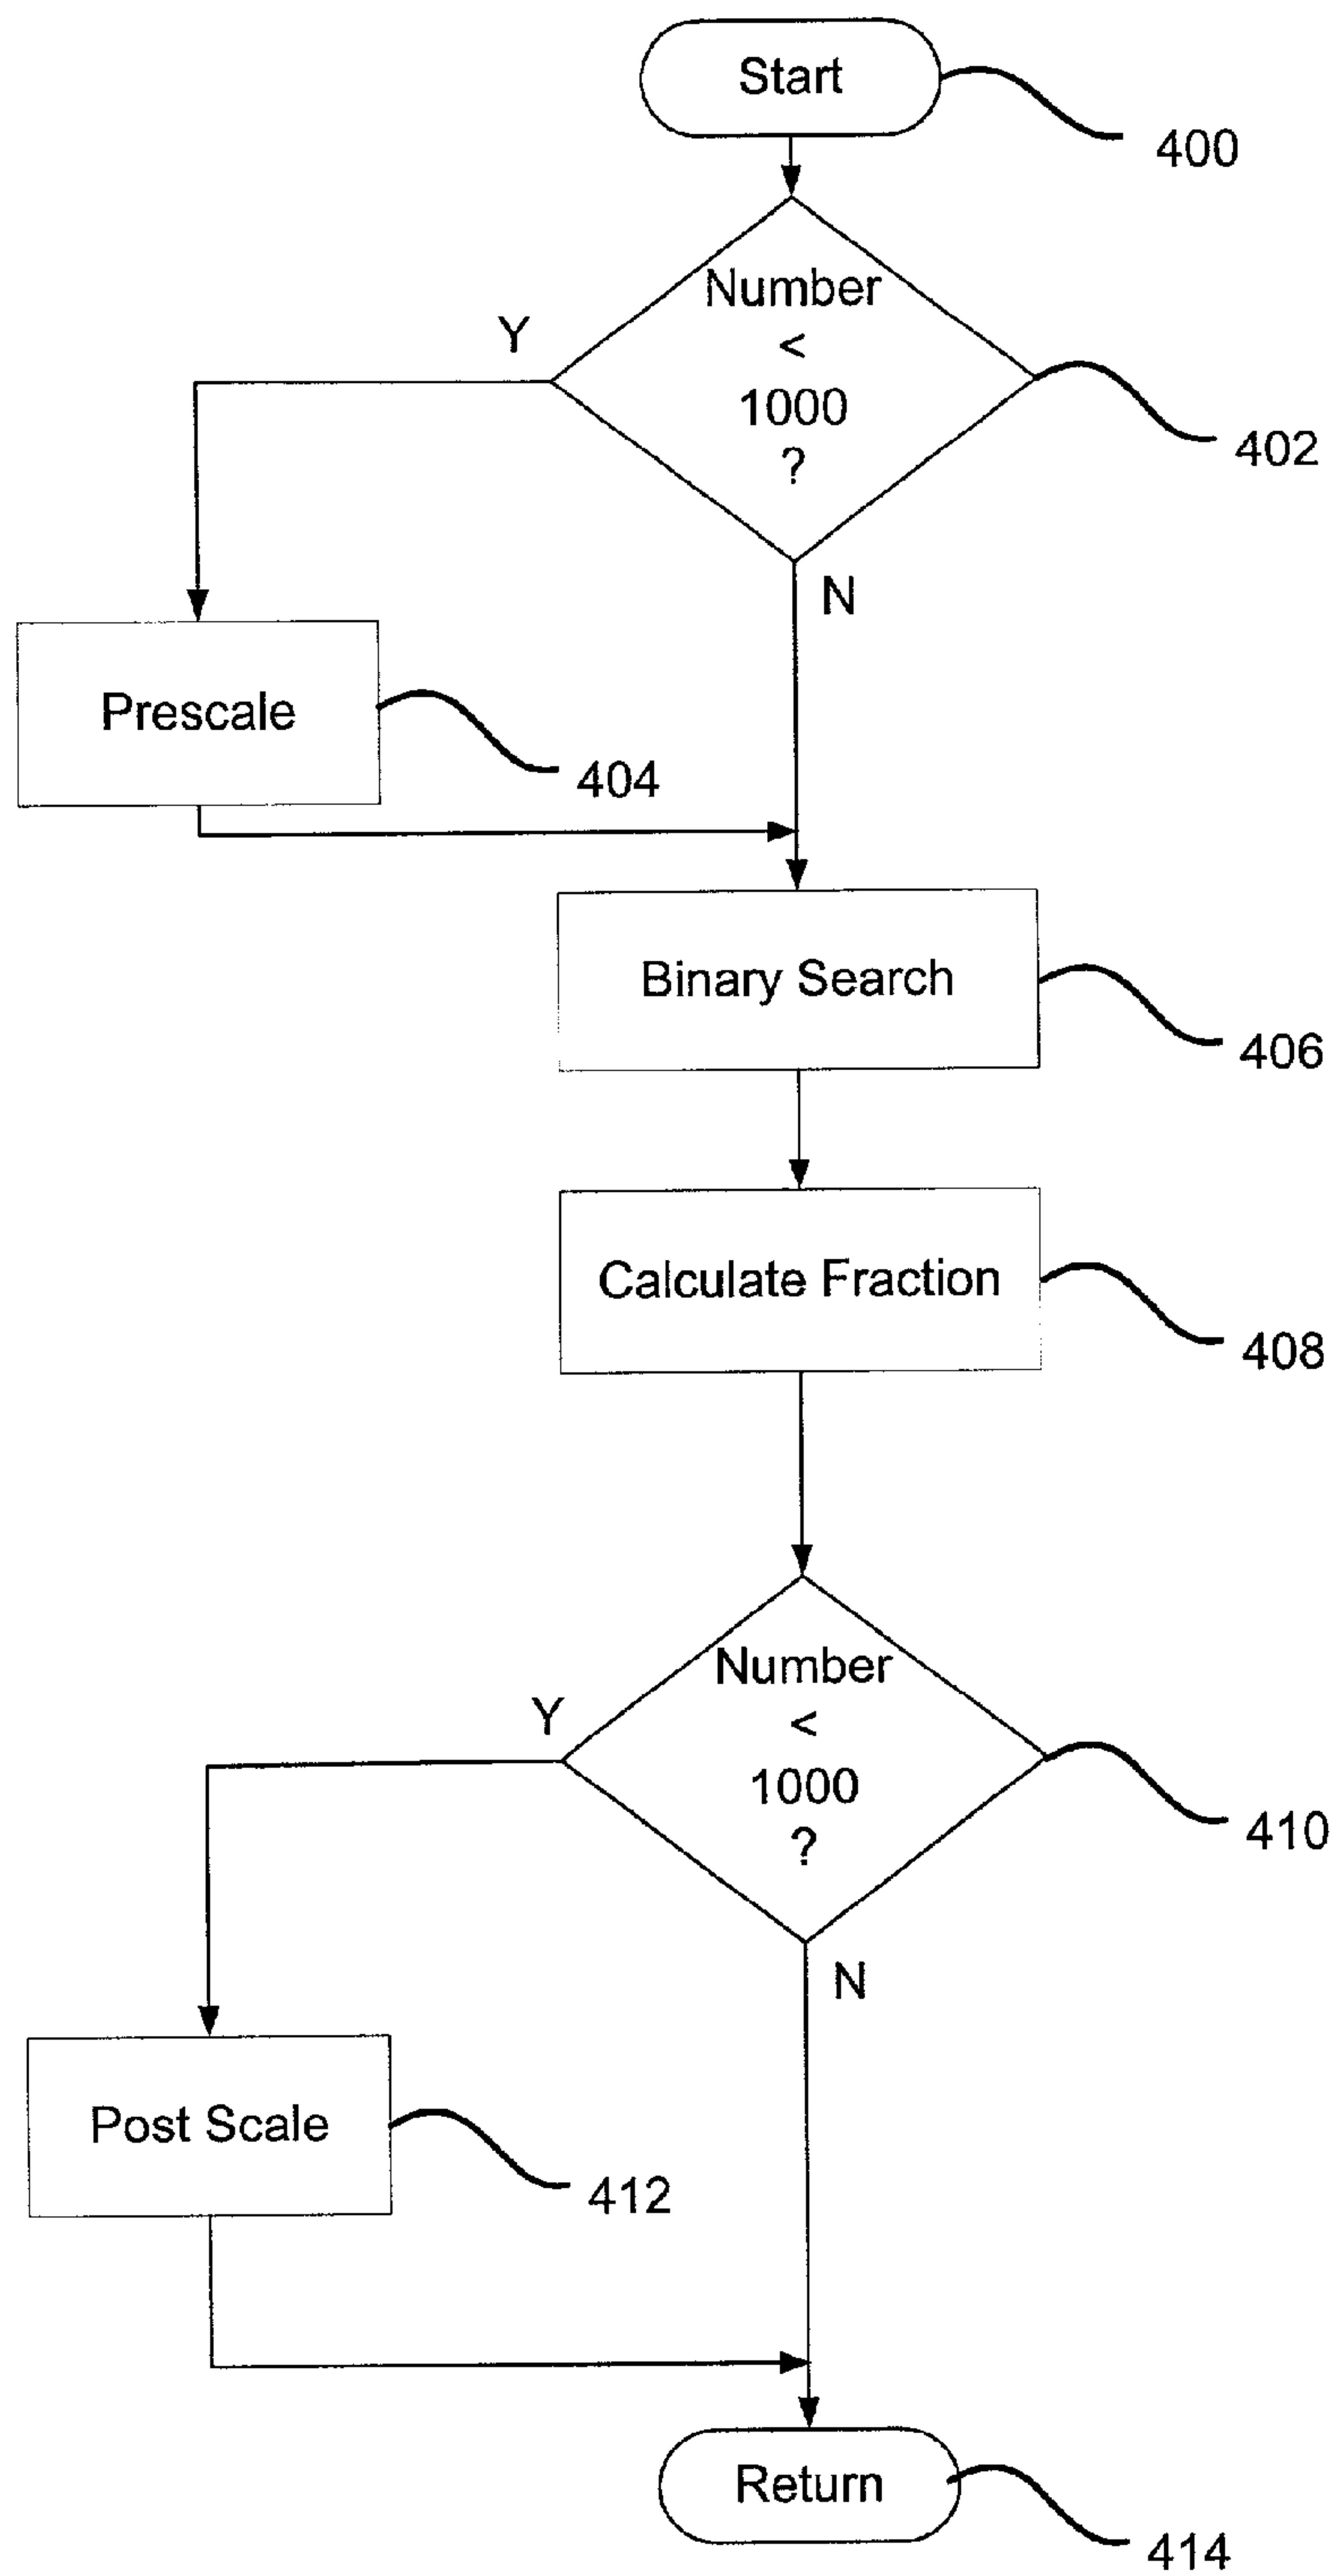 Start
400
Number
<
1000
?
402
Y
N
Prescale
404
Binary Search
406
Calculate Fraction
408
Number
<
1000
?
410
Y
N
Post Scale
412
Return
414